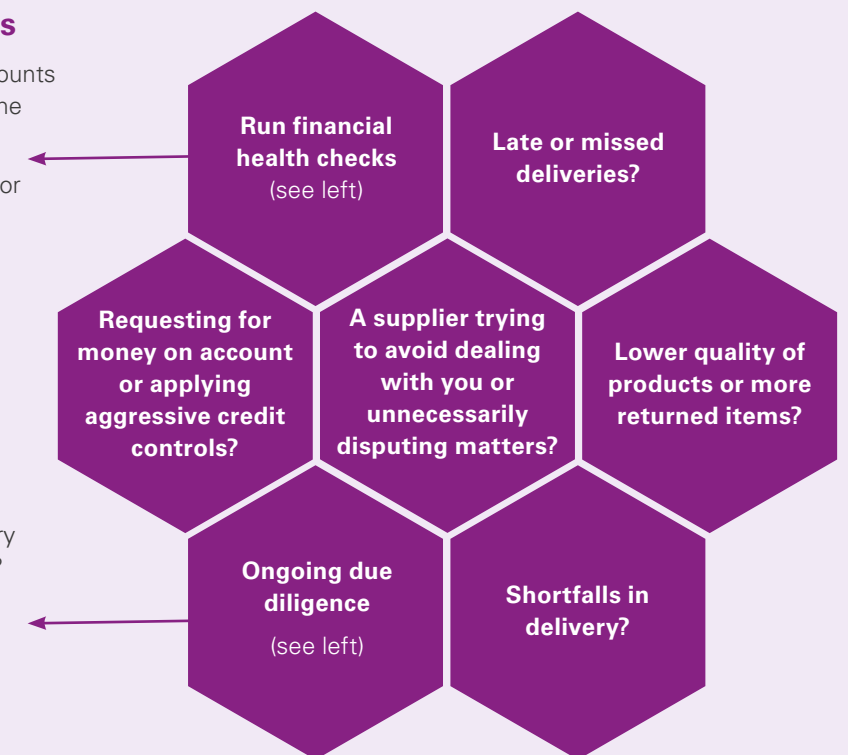 s
ounts
ne
or
Run financial
health checks
(see left)
Late or missed
deliveries?
Requesting for
money on account
or applying
aggressive credit
controls?
A supplier trying
to avoid dealing
with you or
unnecessarily
disputing matters?
Lower quality of
products or more
returned items?
ry
?
Ongoing due
diligence
(see left)
Shortfalls in
delivery?